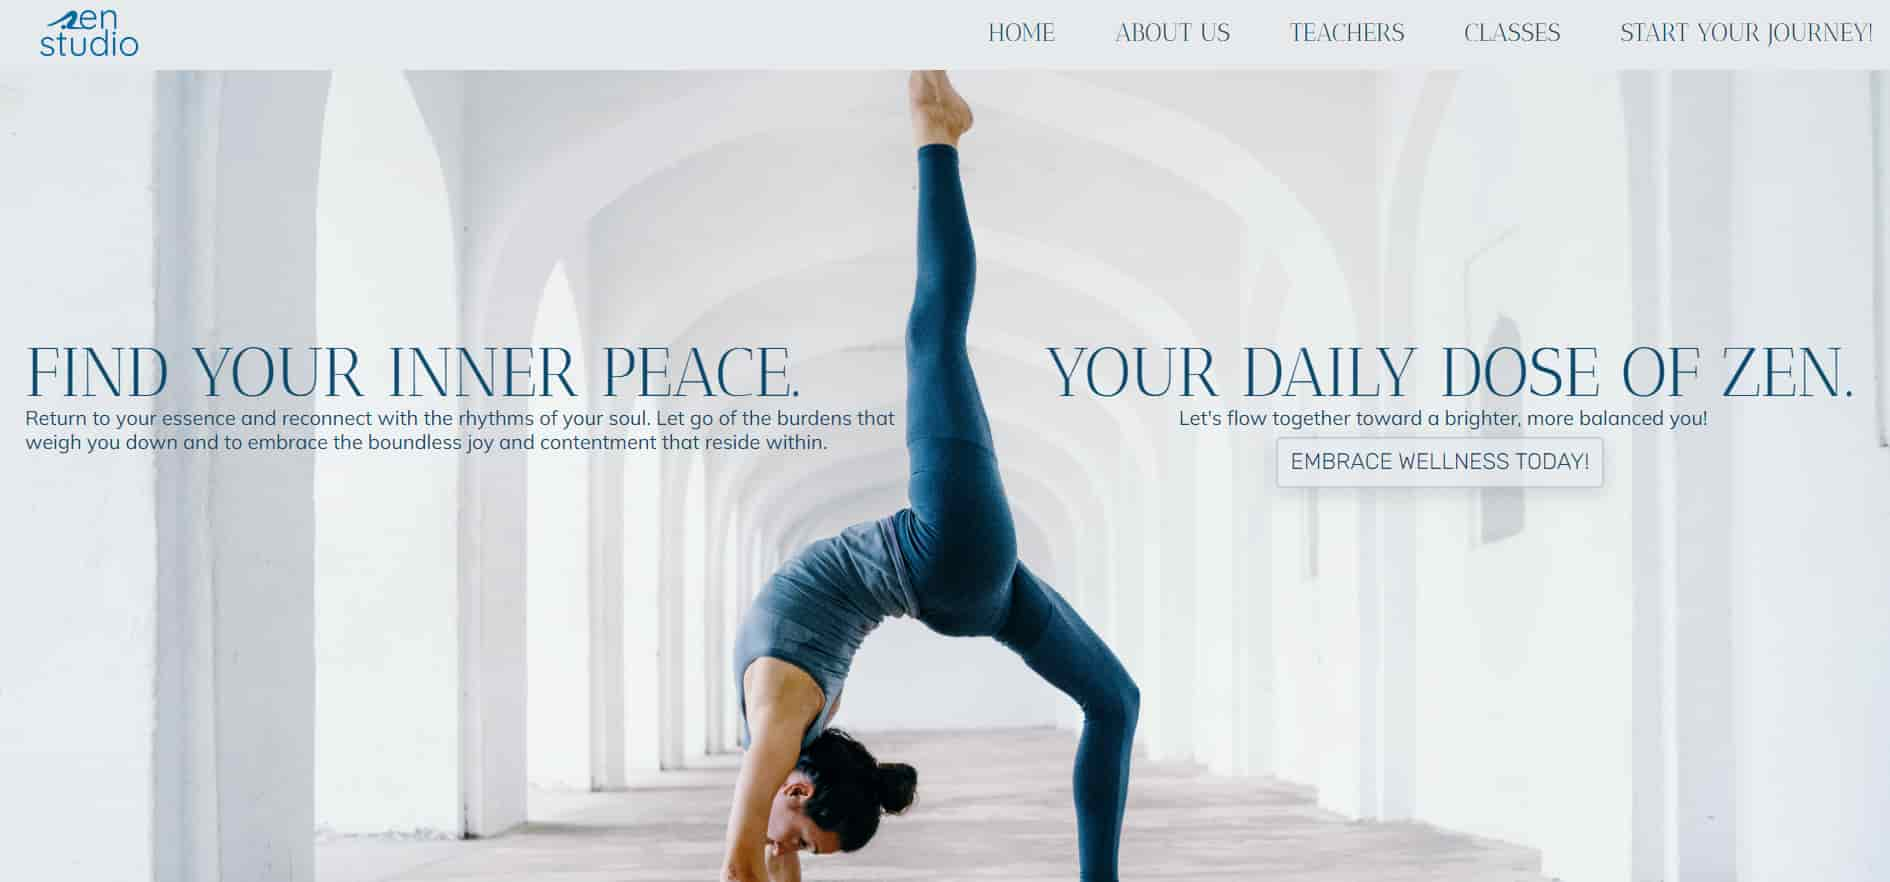 zen
studio
HOME ABOUT US TEACHERS CLASSES START YOUR JOURNEY!
FIND YOUR INNER PEACE.
Return to your essence and reconnect with the rhythms of your soul. Let go of the burdens that
weigh you down and to embrace the boundless joy and contentment that reside within.
YOUR DAILY DOSE OF ZEN.
Let's flow together toward a brighter, more balanced you!
EMBRACE WELLNESS TODAY!